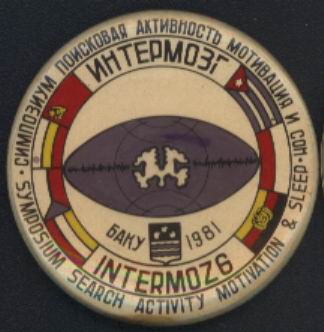 СИМПОЗИУМ ПОИСКОВАЯ АКТИВНОСТЬ МОТИВАЦИЯ И СОН
ИНТЕРМОЗГ
БАКУ 1981
INTERMOZG
SYMPOSIUM SEARCH ACTIVITY MOTIVATION & SLEEP